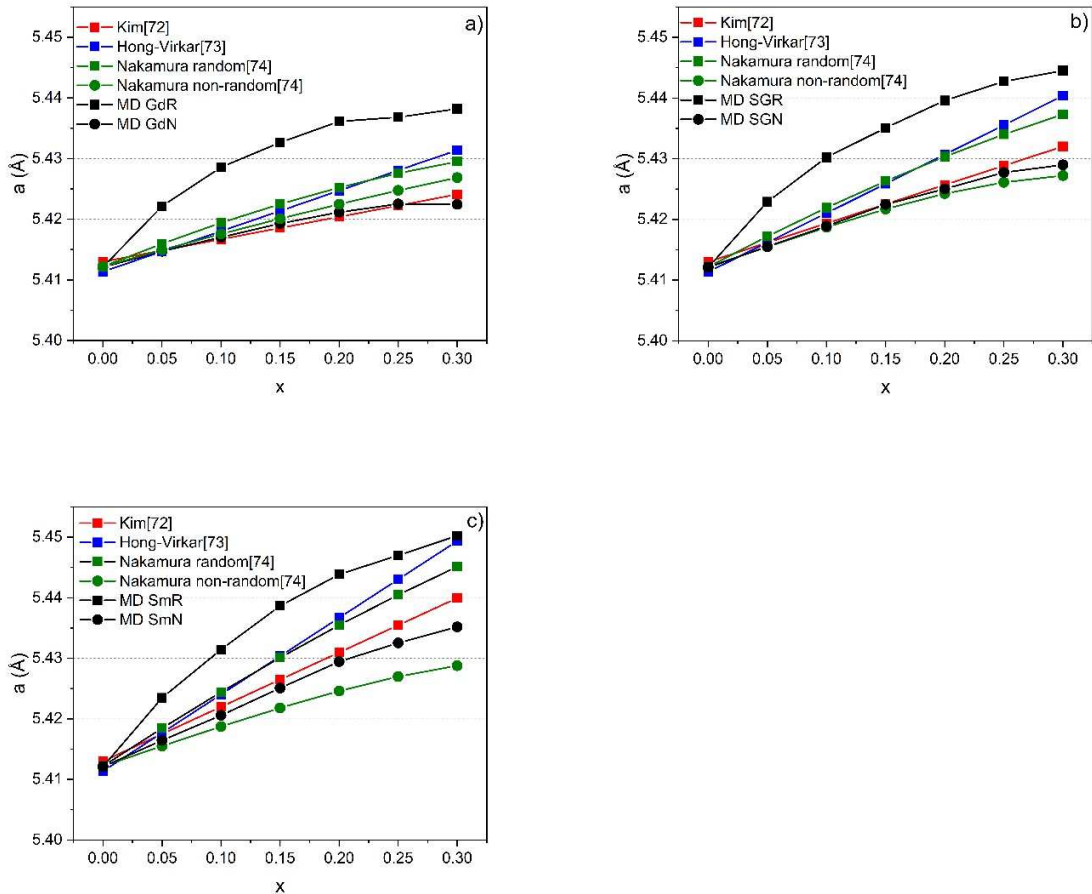 a)
Kim[72]
Hong-Virkar[73]
Nakamura random[74]
Nakamura non-random[74]
MD GdR
MD GdN
5.45
5.44
5.43
5.42
5.41
5.40
a (Å)
0.00 0.05 0.10 0.15 0.20 0.25 0.30
x
b)
Kim[72]
Hong-Virkar[73]
Nakamura random[74]
Nakamura non-random[74]
MD SGR
MD SGN
5.45
5.44
5.43
5.42
5.41
5.40
a (Å)
0.00 0.05 0.10 0.15 0.20 0.25 0.30
x
c)
Kim[72]
Hong-Virkar[73]
Nakamura random[74]
Nakamura non-random[74]
MD SmR
MD SmN
5.45
5.44
5.43
5.42
5.41
5.40
a (Å)
0.00 0.05 0.10 0.15 0.20 0.25 0.30
x